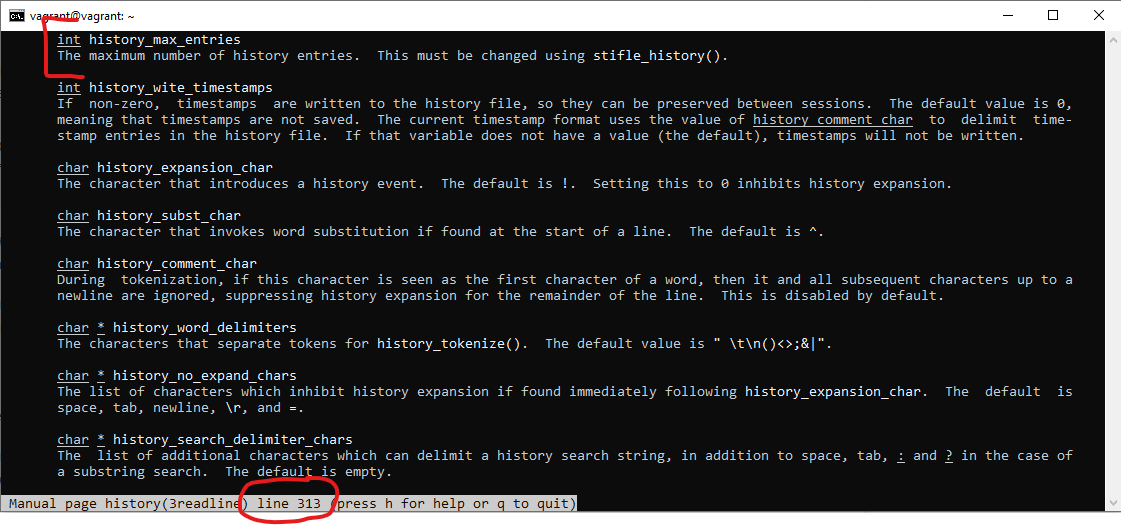 vagrant@vagrant: ~
int history_max_entries
The maximum number of history entries.  This must be changed using stifle_history().
int history_wite_timestamps
If  non-zero,  timestamps  are written to the history file, so they can be preserved between sessions.  The default value is 0,
meaning that timestamps are not saved.  The current timestamp format uses the value of history_comment_char  to  delimit  time-
stamp entries in the history file.  If that variable does not have a value (the default), timestamps will not be written.
char history_expansion_char
The character that introduces a history event.  The default is !.  Setting this to 0 inhibits history expansion.
char history_subst_char
The character that invokes word substitution if found at the start of a line.  The default is ^.
char history_comment_char
During  tokenization, if this character is seen as the first character of a word, then it and all subsequent characters up to a
newline are ignored, suppressing history expansion for the remainder of the line.  This is disabled by default.
char * history_word_delimiters
The characters that separate tokens for history_tokenize().  The default value is " \t\n()<>;&|".
char * history_no_expand_chars
The list of characters which inhibit history expansion if found immediately following history_expansion_char.  The  default  is
space, tab, newline, \r, and =.
char * history_search_delimiter_chars
The  list of additional characters which can delimit a history search string, in addition to space, tab, : and ? in the case of
a substring search.  The default is empty.
Manual page history(3readline) line 313 (press h for help or q to quit)